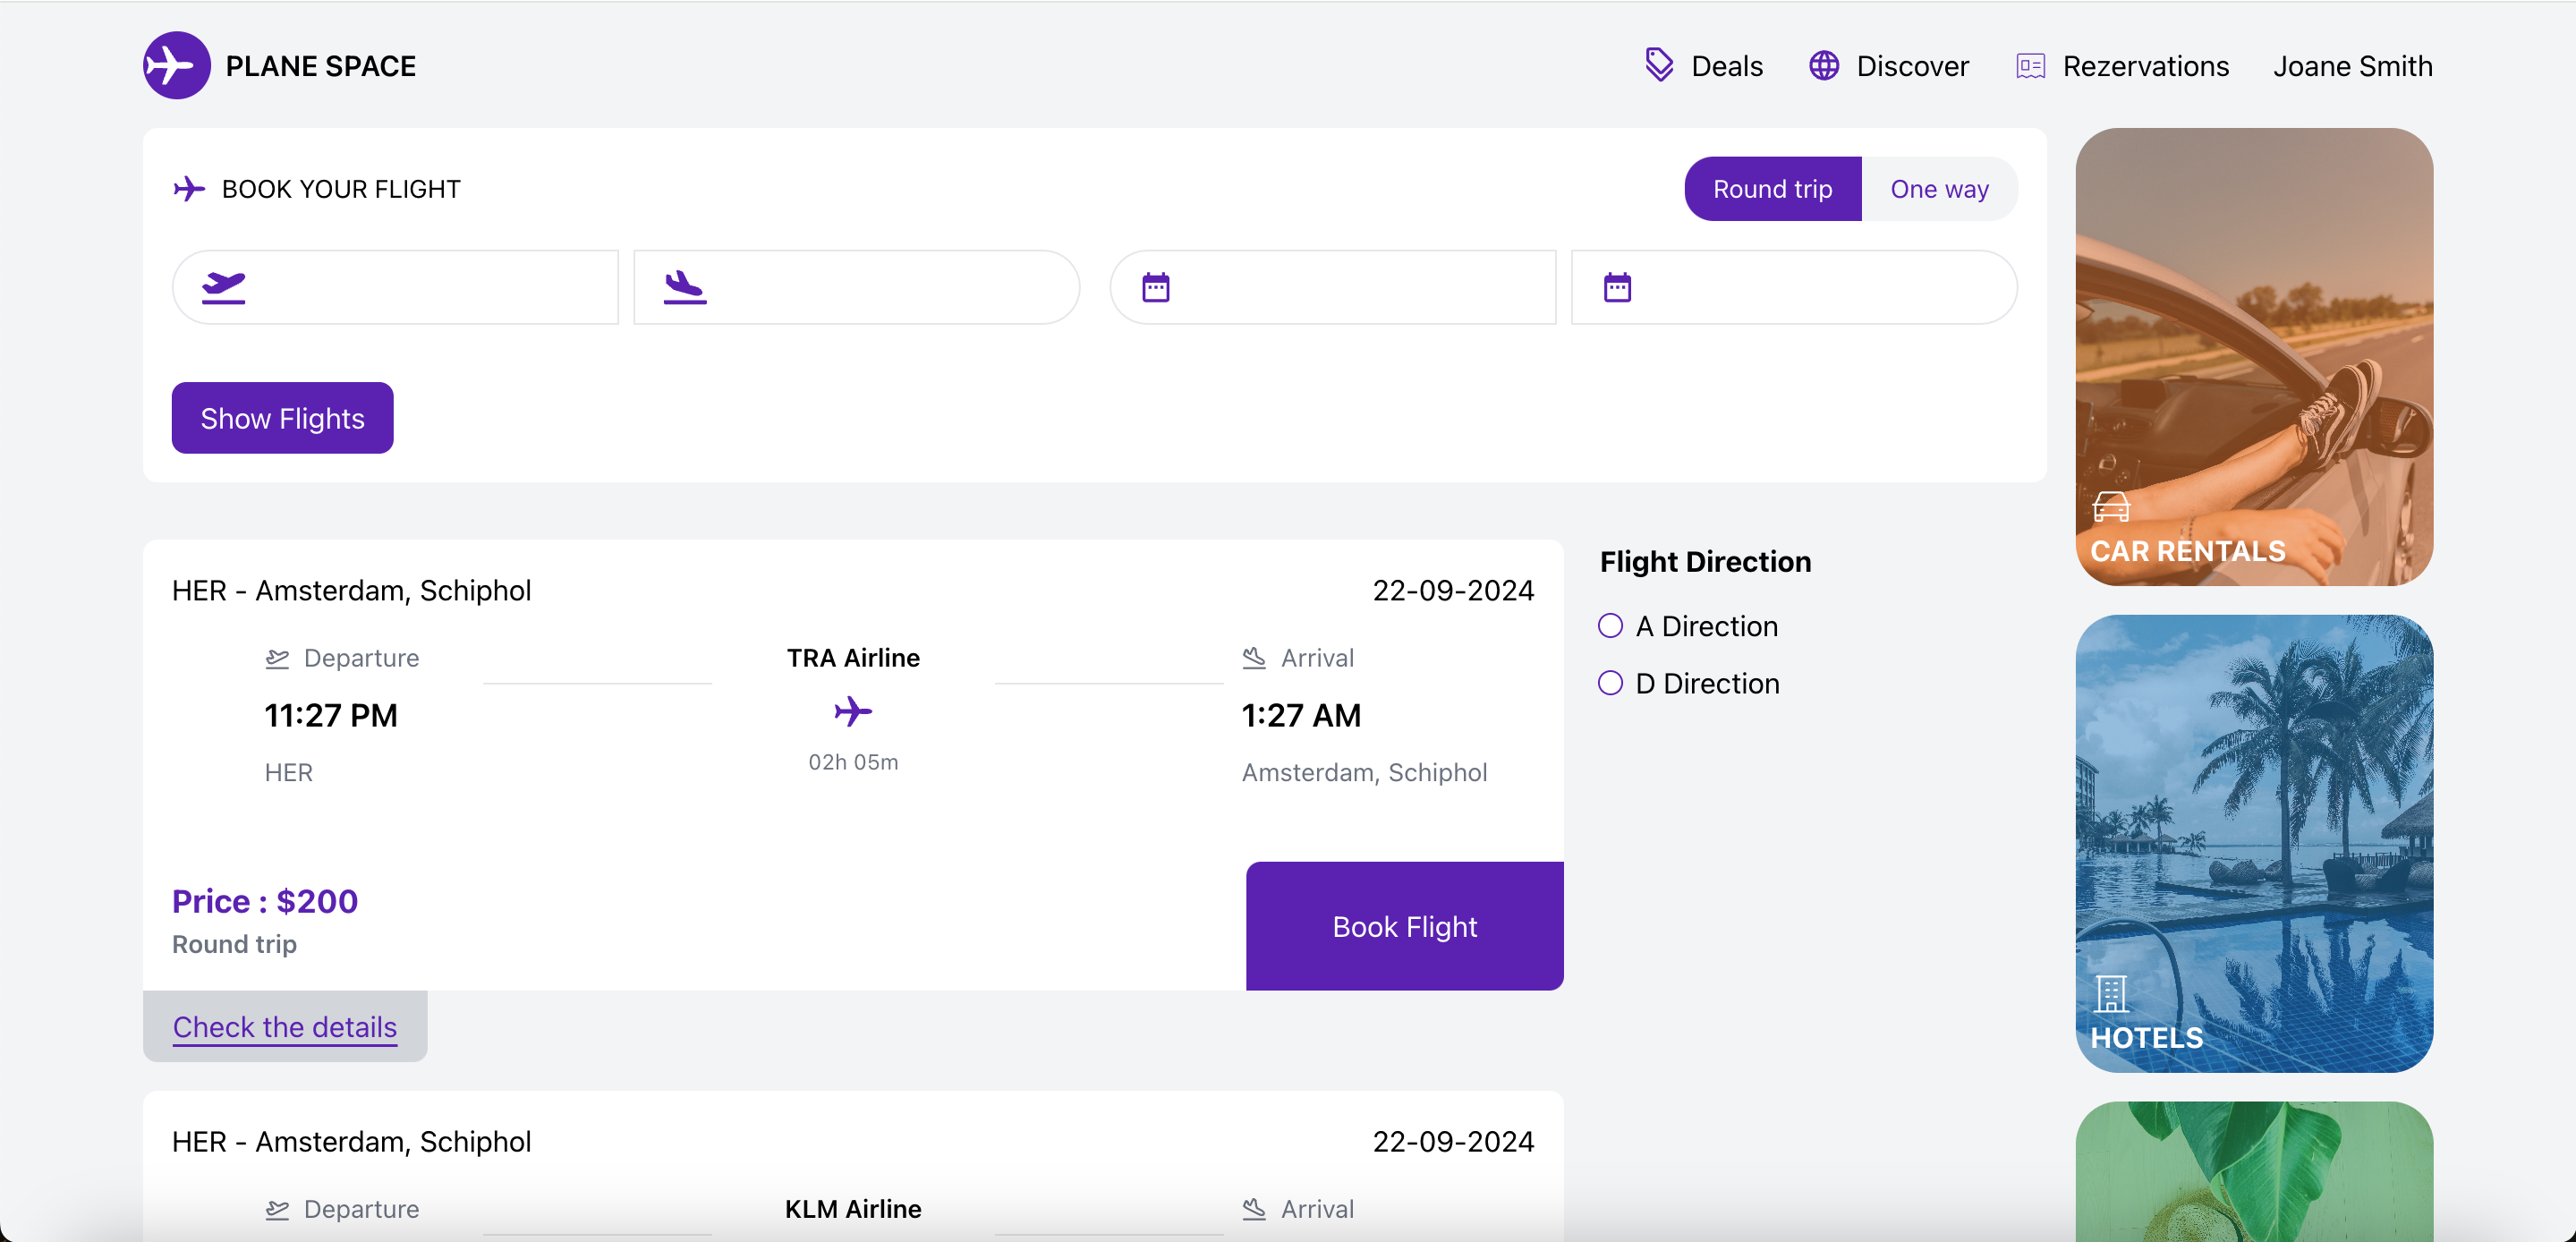 PLANE SPACE
Deals
Discover
Rezervations
Joane Smith
BOOK YOUR FLIGHT
Round trip
One way
Show Flights
HER - Amsterdam, Schiphol
22-09-2024
Departure
TRA Airline
Arrival
11:27 PM
1:27 AM
02h 05m
HER
Amsterdam, Schiphol
Price : $200
Round trip
Book Flight
Check the details
HER - Amsterdam, Schiphol
22-09-2024
Departure
KLM Airline
Arrival
Flight Direction
A Direction
D Direction
CAR RENTALS
HOTELS